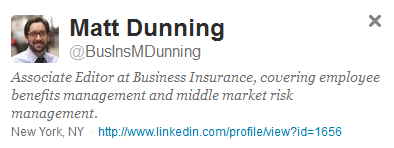 Matt Dunning
@BusInsMDunning
Associate Editor at Business Insurance, covering employee
benefits management and middle market risk
management.
New York, NY · http://www.linkedin.com/profile/view?id=1656